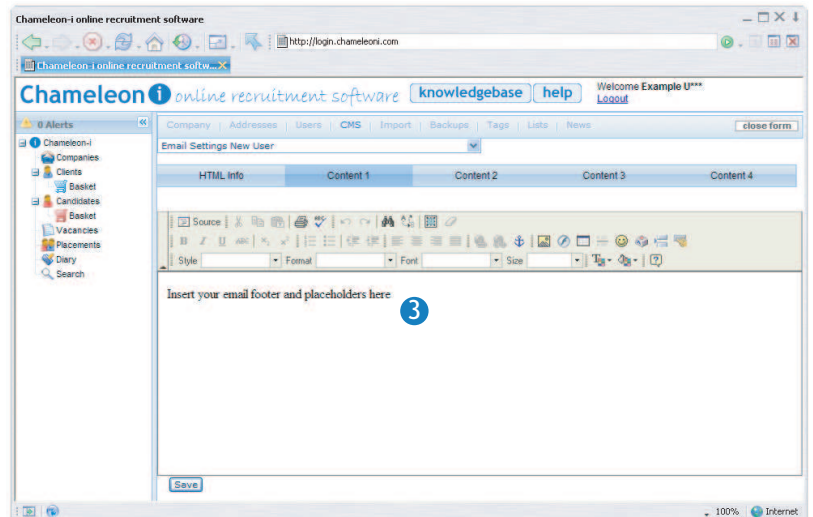 Chameleon-i online recruitment software
http://login.chameleoni.com
Chameleon-i online recruitment softw...
Chameleon i online recruitment software knowledgebase help Welcome Example U***
Logout
0 Alerts Company Addresses Users CMS Import Backups Tags Lists News close form
Chameleon-i
Companies
Clients
Basket
Candidates
Basket
Vacancies
Placements
Diary
Search
Email Settings New User
HTML Info Content 1 Content 2 Content 3 Content 4
Source
B I U ABC
Style Format Font Size
Insert your email footer and placeholders here
3
Save
100% Internet